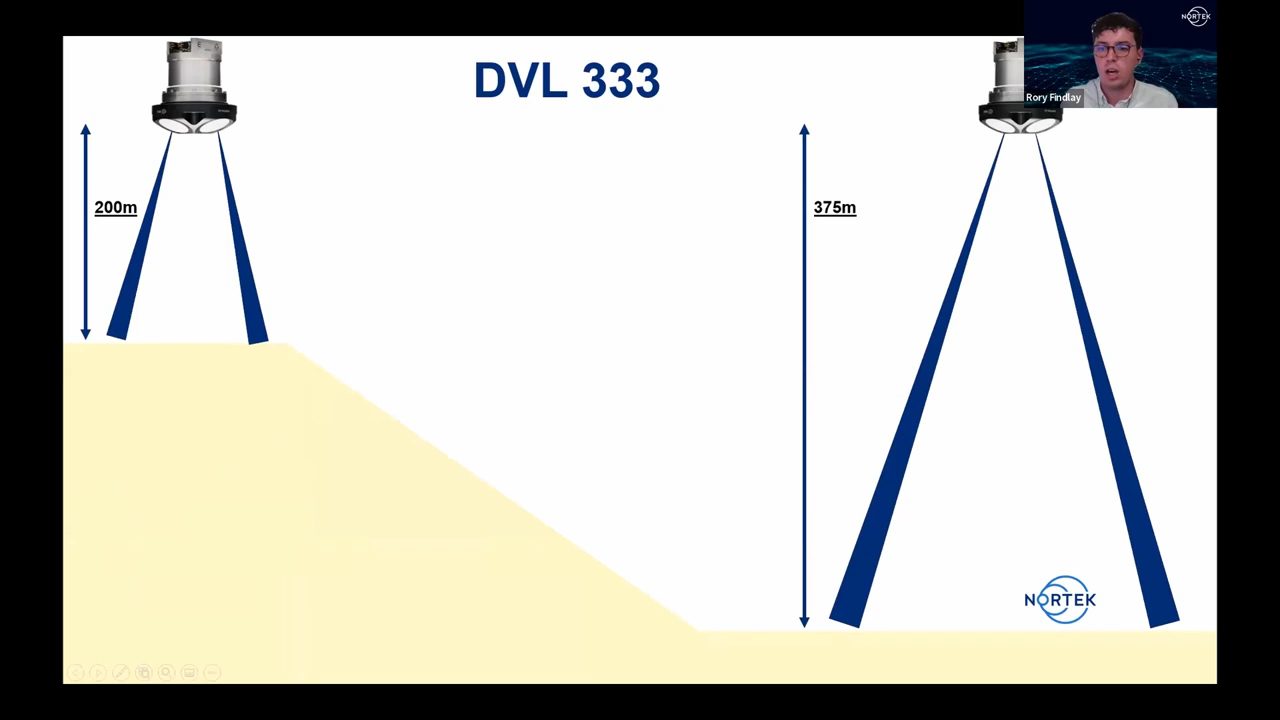 DVL 333
NORTEK
Rory Findlay
200m
375m
NORTEK